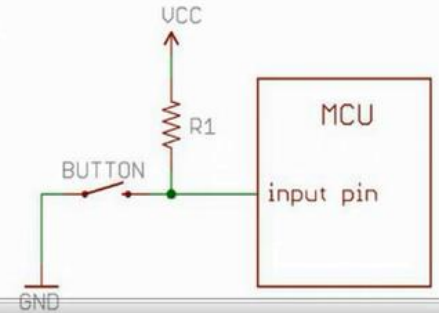 VCC
R1
MCU
BUTTON
input pin
GND